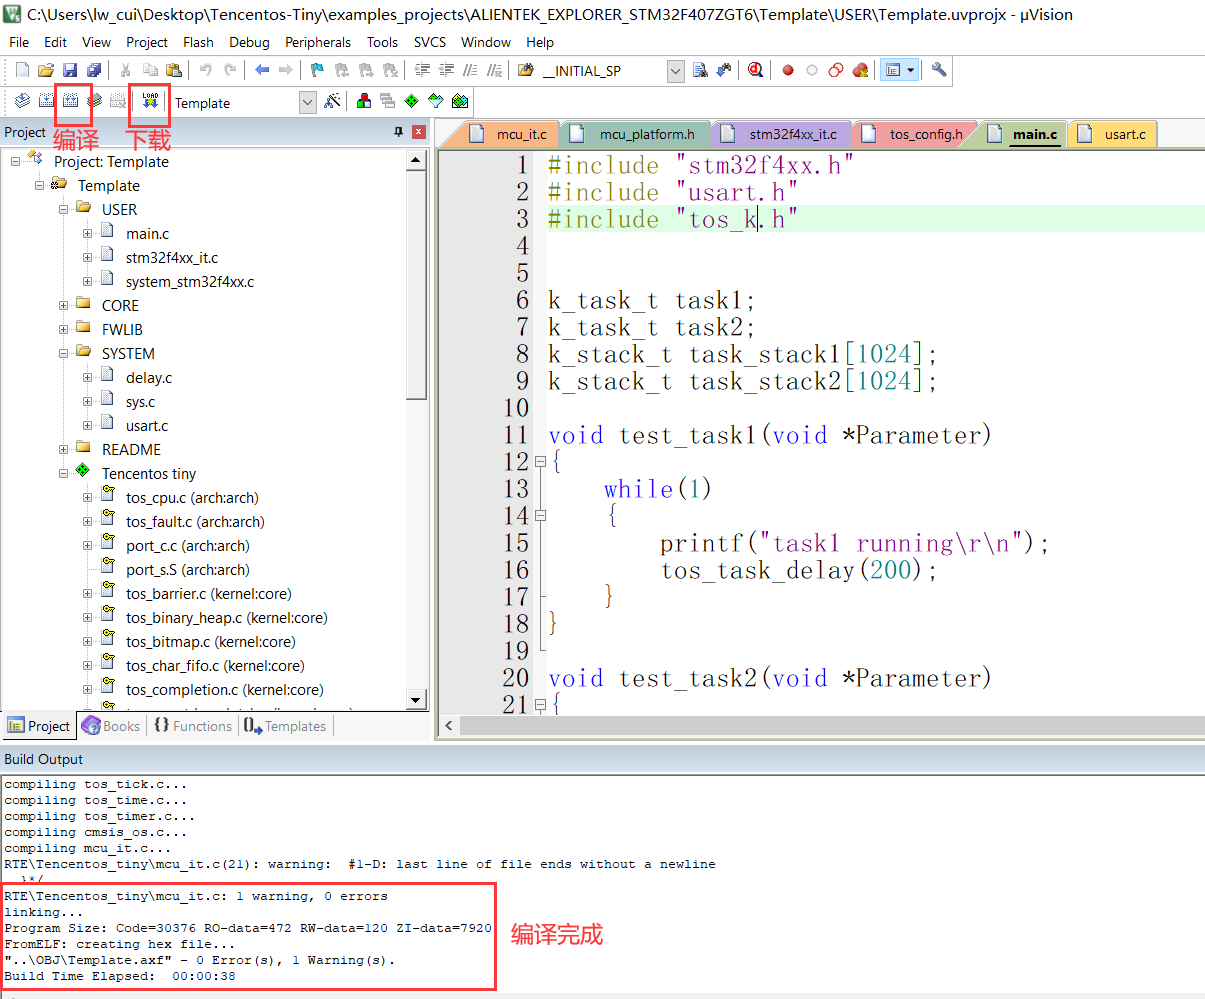 C:\Users\lw_cui\Desktop\Tencentos-Tiny\examples_projects\ALIENTEK_EXPLORER_STM32F407ZGT6\Template\USER\Template.uvprojx - µVision
File Edit View Project Flash Debug Peripherals Tools SVCS Window Help
__INITIAL_SP
LOAD
Template
编译 下载
Project
Project: Template
Template
USER
main.c
stm32f4xx_it.c
system_stm32f4xx.c
CORE
FWLIB
SYSTEM
delay.c
sys.c
usart.c
README
Tencentos tiny
tos_cpu.c (arch:arch)
tos_fault.c (arch:arch)
port_c.c (arch:arch)
port_s.S (arch:arch)
tos_barrier.c (kernel:core)
tos_binary_heap.c (kernel:core)
tos_bitmap.c (kernel:core)
tos_char_fifo.c (kernel:core)
tos_completion.c (kernel:core)
Project Books Functions Templates
mcu_it.c mcu_platform.h stm32f4xx_it.c tos_config.h main.c usart.c
1 #include "stm32f4xx.h"
2 #include "usart.h"
3 #include "tos_k.h"
4
5
6 k_task_t task1;
7 k_task_t task2;
8 k_stack_t task_stack1[1024];
9 k_stack_t task_stack2[1024];
10
11 void test_task1(void *Parameter)
12 {
13 while(1)
14 {
15 printf("task1 running\r\n");
16 tos_task_delay(200);
17 }
18 }
19
20 void test_task2(void *Parameter)
21 {
Build Output
compiling tos_tick.c...
compiling tos_time.c...
compiling tos_timer.c...
compiling cmsis_os.c...
compiling mcu_it.c...
RTE\Tencentos_tiny\mcu_it.c(21): warning:  #1-D: last line of file ends without a newline
}*/
RTE\Tencentos_tiny\mcu_it.c: 1 warning, 0 errors
linking...
Program Size: Code=30376 RO-data=472 RW-data=120 ZI-data=7920
FromELF: creating hex file...
"..\OBJ\Template.axf" - 0 Error(s), 1 Warning(s).
Build Time Elapsed:  00:00:38
编译完成